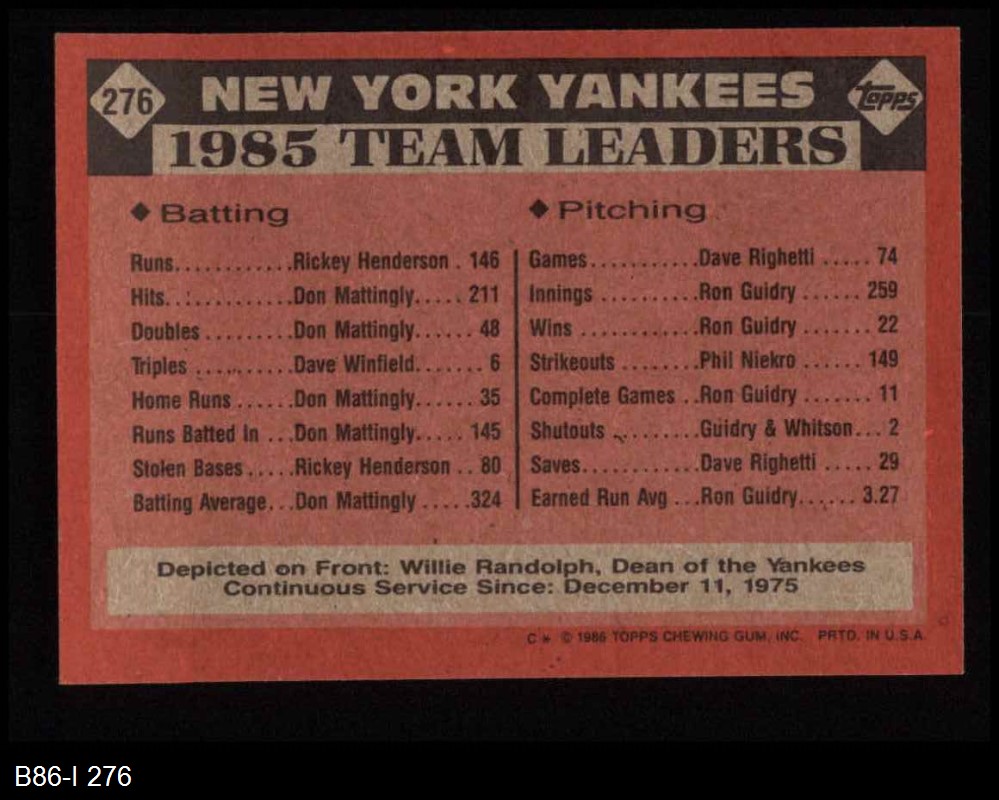 276 NEW YORK YANKEES Topps
1985 TEAM LEADERS
◆ Batting
Runs............Rickey Henderson . 146
Hits. . :.........Don Mattingly..... 211
Doubles .........Don Mattingly...... 48
Triples ..........Dave Winfield....... 6
Home Runs ......Don Mattingly...... 35
Runs Batted In ...Don Mattingly..... 145
Stolen Bases.....Rickey Henderson .. 80
Batting Average...Don Mattingly .....324
◆ Pitching
Games...........Dave Righetti ..... 74
Innings ..........Ron Guidry ...... 259
Wins ............Ron Guidry ....... 22
Strikeouts ........Phil Niekro ...... 149
Complete Games ..Ron Guidry ....... 11
Shutouts .........Guidry & Whitson... 2
Saves............Dave Righetti ..... 29
Earned Run Avg ...Ron Guidry...... 3.27
Depicted on Front: Willie Randolph, Dean of the Yankees
Continuous Service Since: December 11, 1975
C * © 1986 TOPPS CHEWING GUM, INC. PRTD. IN U.S.A.
B86-I 276